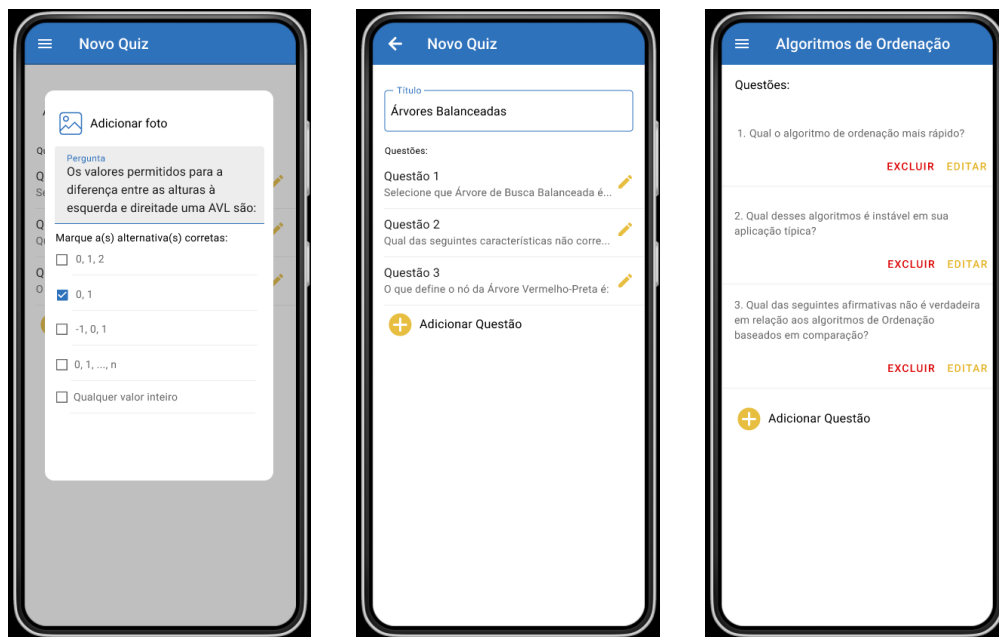 Novo Quiz
Adicionar foto
Pergunta
Os valores permitidos para a
diferença entre as alturas à
esquerda e direitade uma AVL são:
Marque a(s) alternativa(s) corretas:
0, 1, 2
0, 1
-1, 0, 1
0, 1, ..., n
Qualquer valor inteiro
Novo Quiz
Título
Árvores Balanceadas
Questões:
Questão 1
Selecione que Árvore de Busca Balanceada é...
Questão 2
Qual das seguintes características não corre...
Questão 3
O que define o nó da Árvore Vermelho-Preta é:
Adicionar Questão
Algoritmos de Ordenação
Questões:
1. Qual o algoritmo de ordenação mais rápido?
EXCLUIR EDITAR
2. Qual desses algoritmos é instável em sua
aplicação típica?
EXCLUIR EDITAR
3. Qual das seguintes afirmativas não é verdadeira
em relação aos algoritmos de Ordenação
baseados em comparação?
EXCLUIR EDITAR
Adicionar Questão